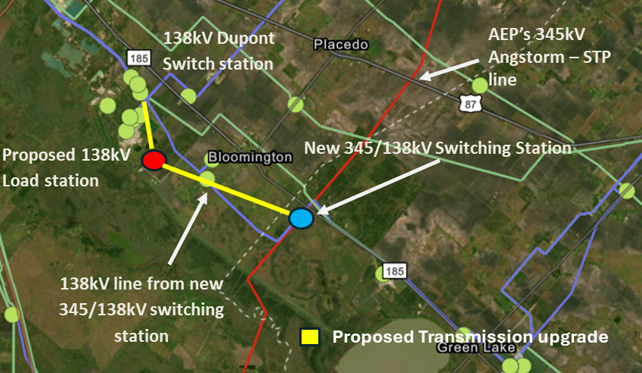 138kV Dupont
Switch station
185
Placedo
AEP's 345kV
Angstorm – STP
line
87
Proposed 138kV
Load station
Bloomington
New 345/138kV Switching Station
138kV line from new
345/138kV switching
station
185
Proposed Transmission upgrade
Green Lake